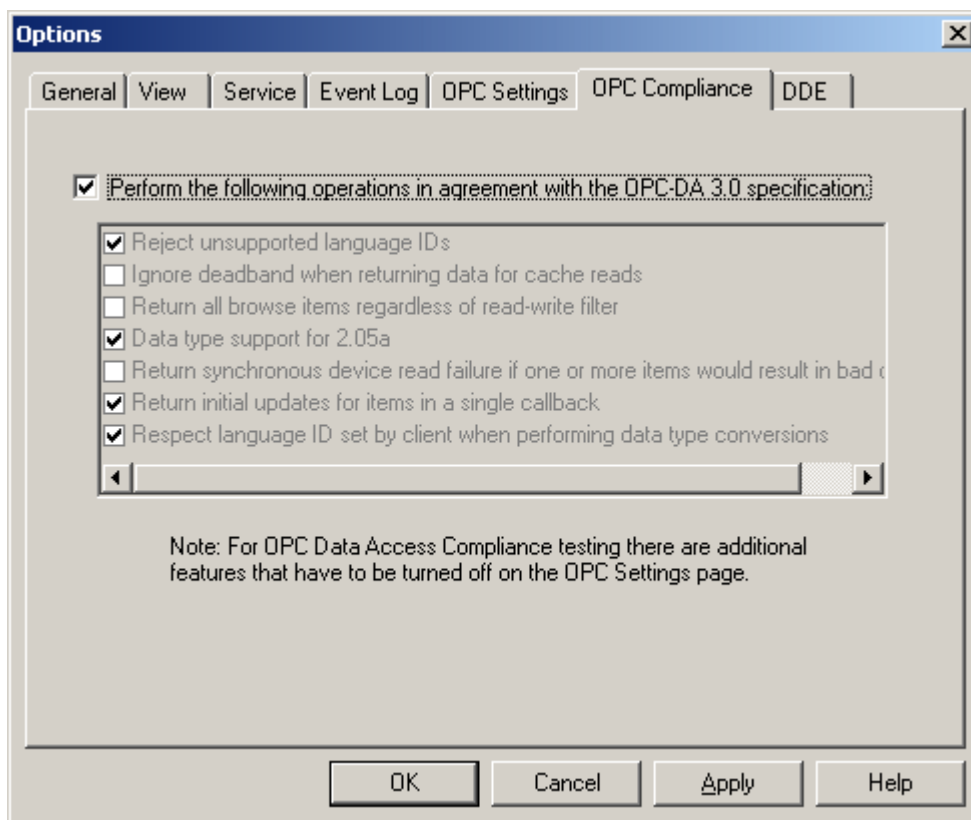 Options
General View Service Event Log OPC Settings OPC Compliance DDE
Perform the following operations in agreement with the OPC-DA 3.0 specification:
Reject unsupported language IDs
Ignore deadband when returning data for cache reads
Return all browse items regardless of read-write filter
Data type support for 2.05a
Return synchronous device read failure if one or more items would result in bad
Return initial updates for items in a single callback
Respect language ID set by client when performing data type conversions
Note: For OPC Data Access Compliance testing there are additional
features that have to be turned off on the OPC Settings page.
OK Cancel Apply Help